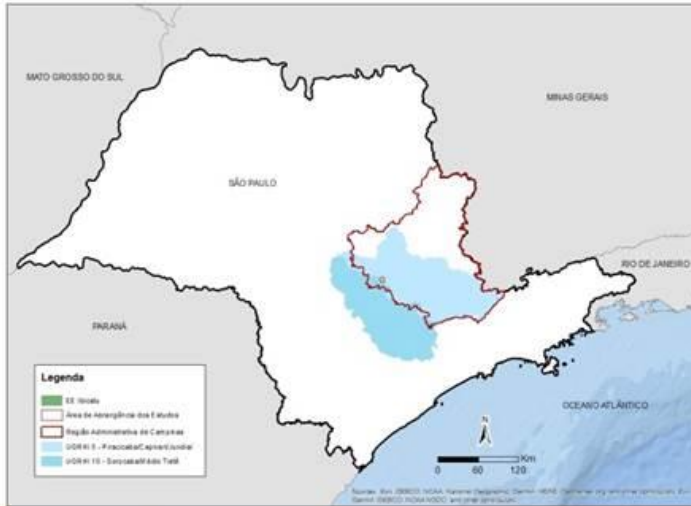 MATO GROSSO DO SUL
MINAS GERAIS
SÃO PAULO
RIO DE JANEIRO
PARANÁ
Legenda
Área de Abrangência dos Estudos
Região Administrativa de Campinas
UGRHI 5 - Piracicaba/Capivari/Jundiaí
UGRHI 10 - Sorocaba/Médio Tietê
OCEANO ATLÂNTICO
N
Km
0 60 120